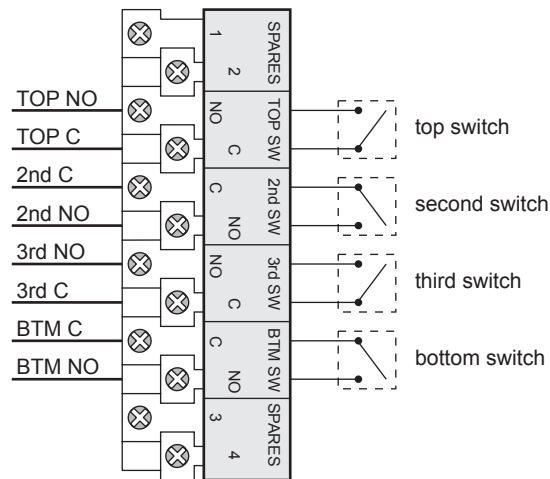 TOP NO
TOP C
2nd C
2nd NO
3rd NO
3rd C
BTM C
BTM NO
1
2
SPARES
NO
C
TOP SW
C
NO
2nd SW
NO
C
3rd SW
C
NO
BTM SW
3
4
SPARES
top switch
second switch
third switch
bottom switch